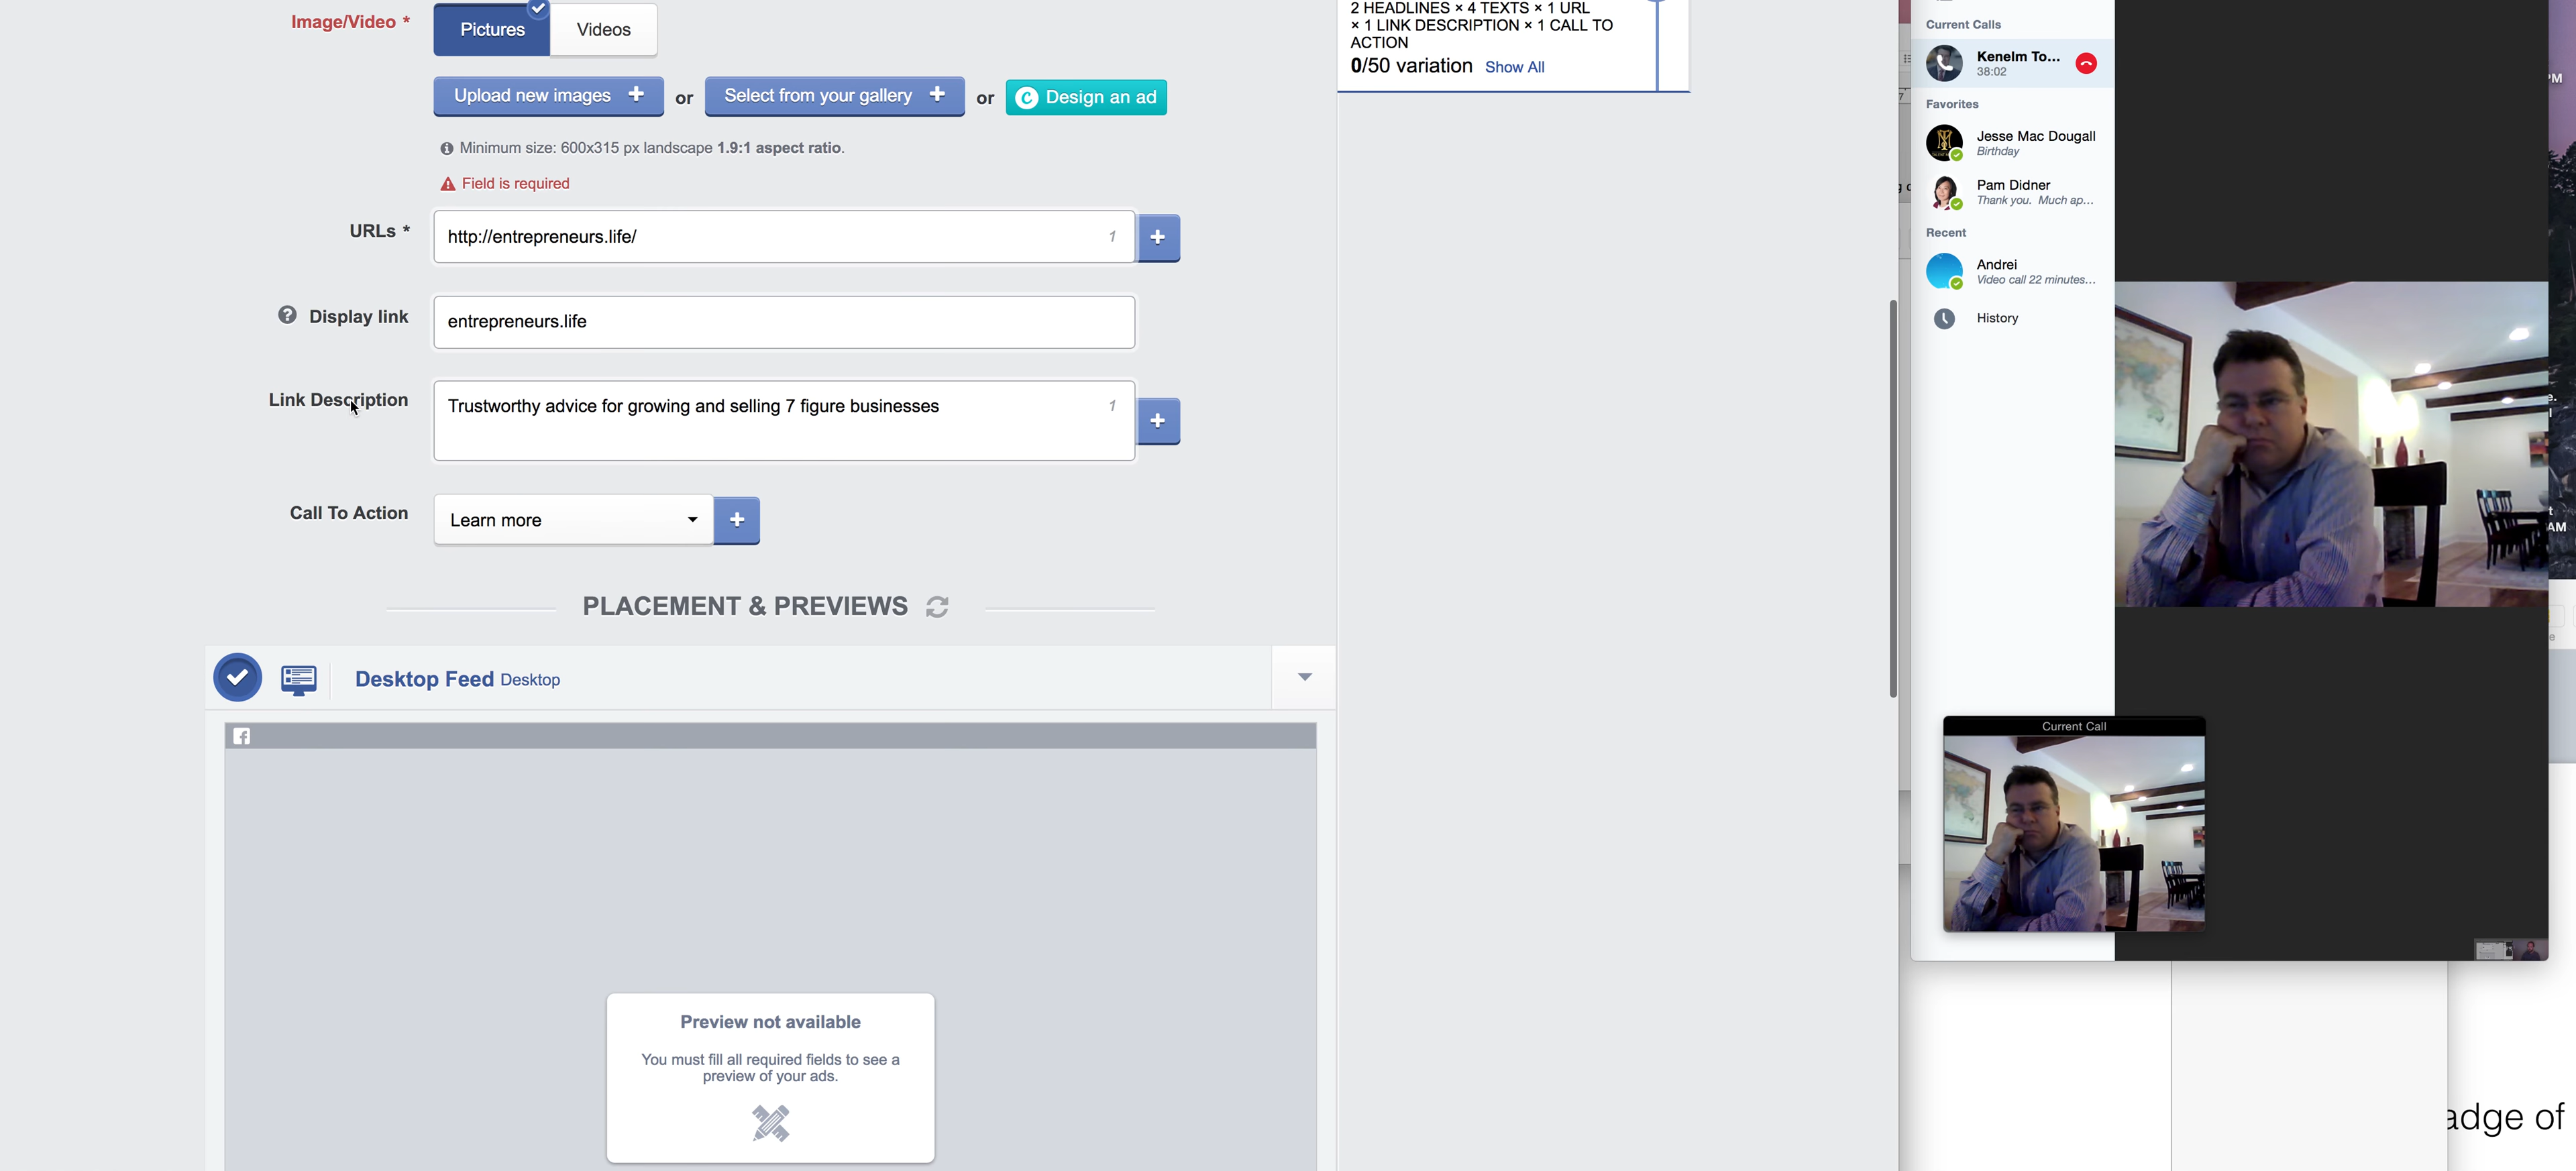 Image/Video *
Pictures
Videos
Upload new images +
or
Select from your gallery +
or
C Design an ad
Minimum size: 600x315 px landscape 1.9:1 aspect ratio.
Field is required
URLs *
http://entrepreneurs.life/
1
+
? Display link
entrepreneurs.life
Link Description
Trustworthy advice for growing and selling 7 figure businesses
1
+
Call To Action
Learn more
+
PLACEMENT & PREVIEWS
Desktop Feed Desktop
f
Preview not available
You must fill all required fields to see a
preview of your ads.
2 HEADLINES × 4 TEXTS × 1 URL
× 1 LINK DESCRIPTION × 1 CALL TO
ACTION
0/50 variation Show All
Current Calls
Kenelm To...
38:02
Favorites
Jesse Mac Dougall
Birthday
Pam Didner
Thank you. Much ap...
Recent
Andrei
Video call 22 minutes...
History
Current Call
PM
AM
adge of